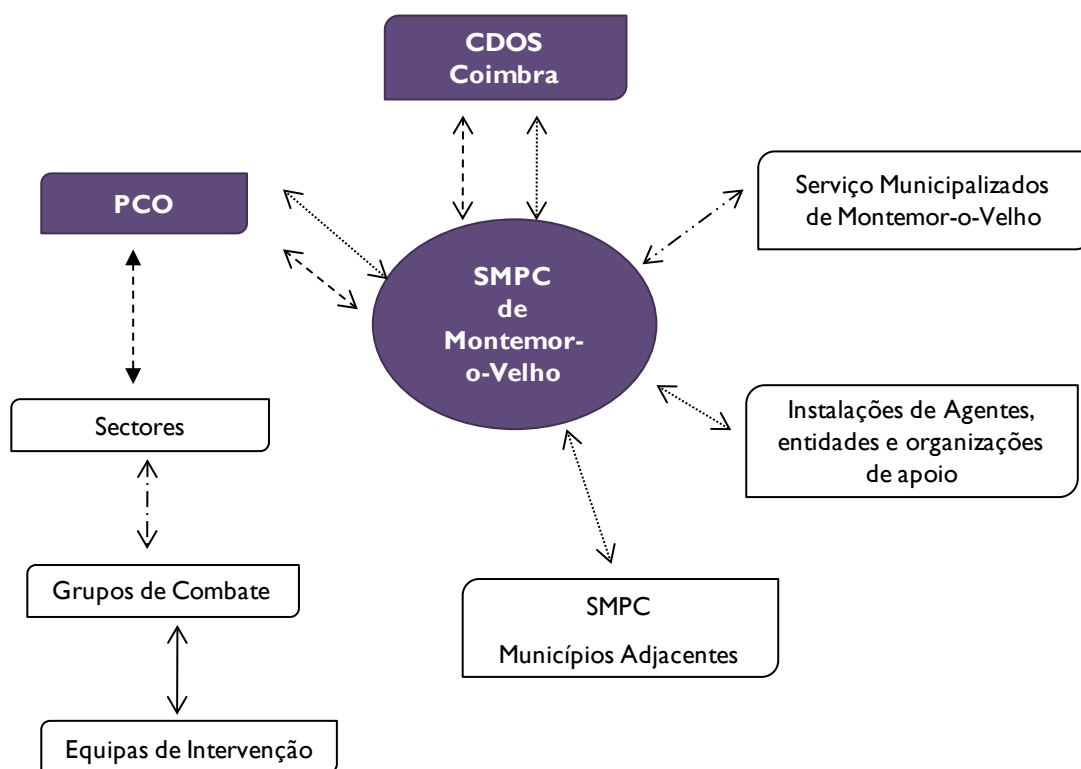 CDOS
Coimbra
PCO
Serviço Municipalizados
de Montemor-o-Velho
SMPC
de
Montemor-
o-Velho
Sectores
Instalações de Agentes,
entidades e organizações
de apoio
Grupos de Combate
SMPC
Municípios Adjacentes
Equipas de Intervenção